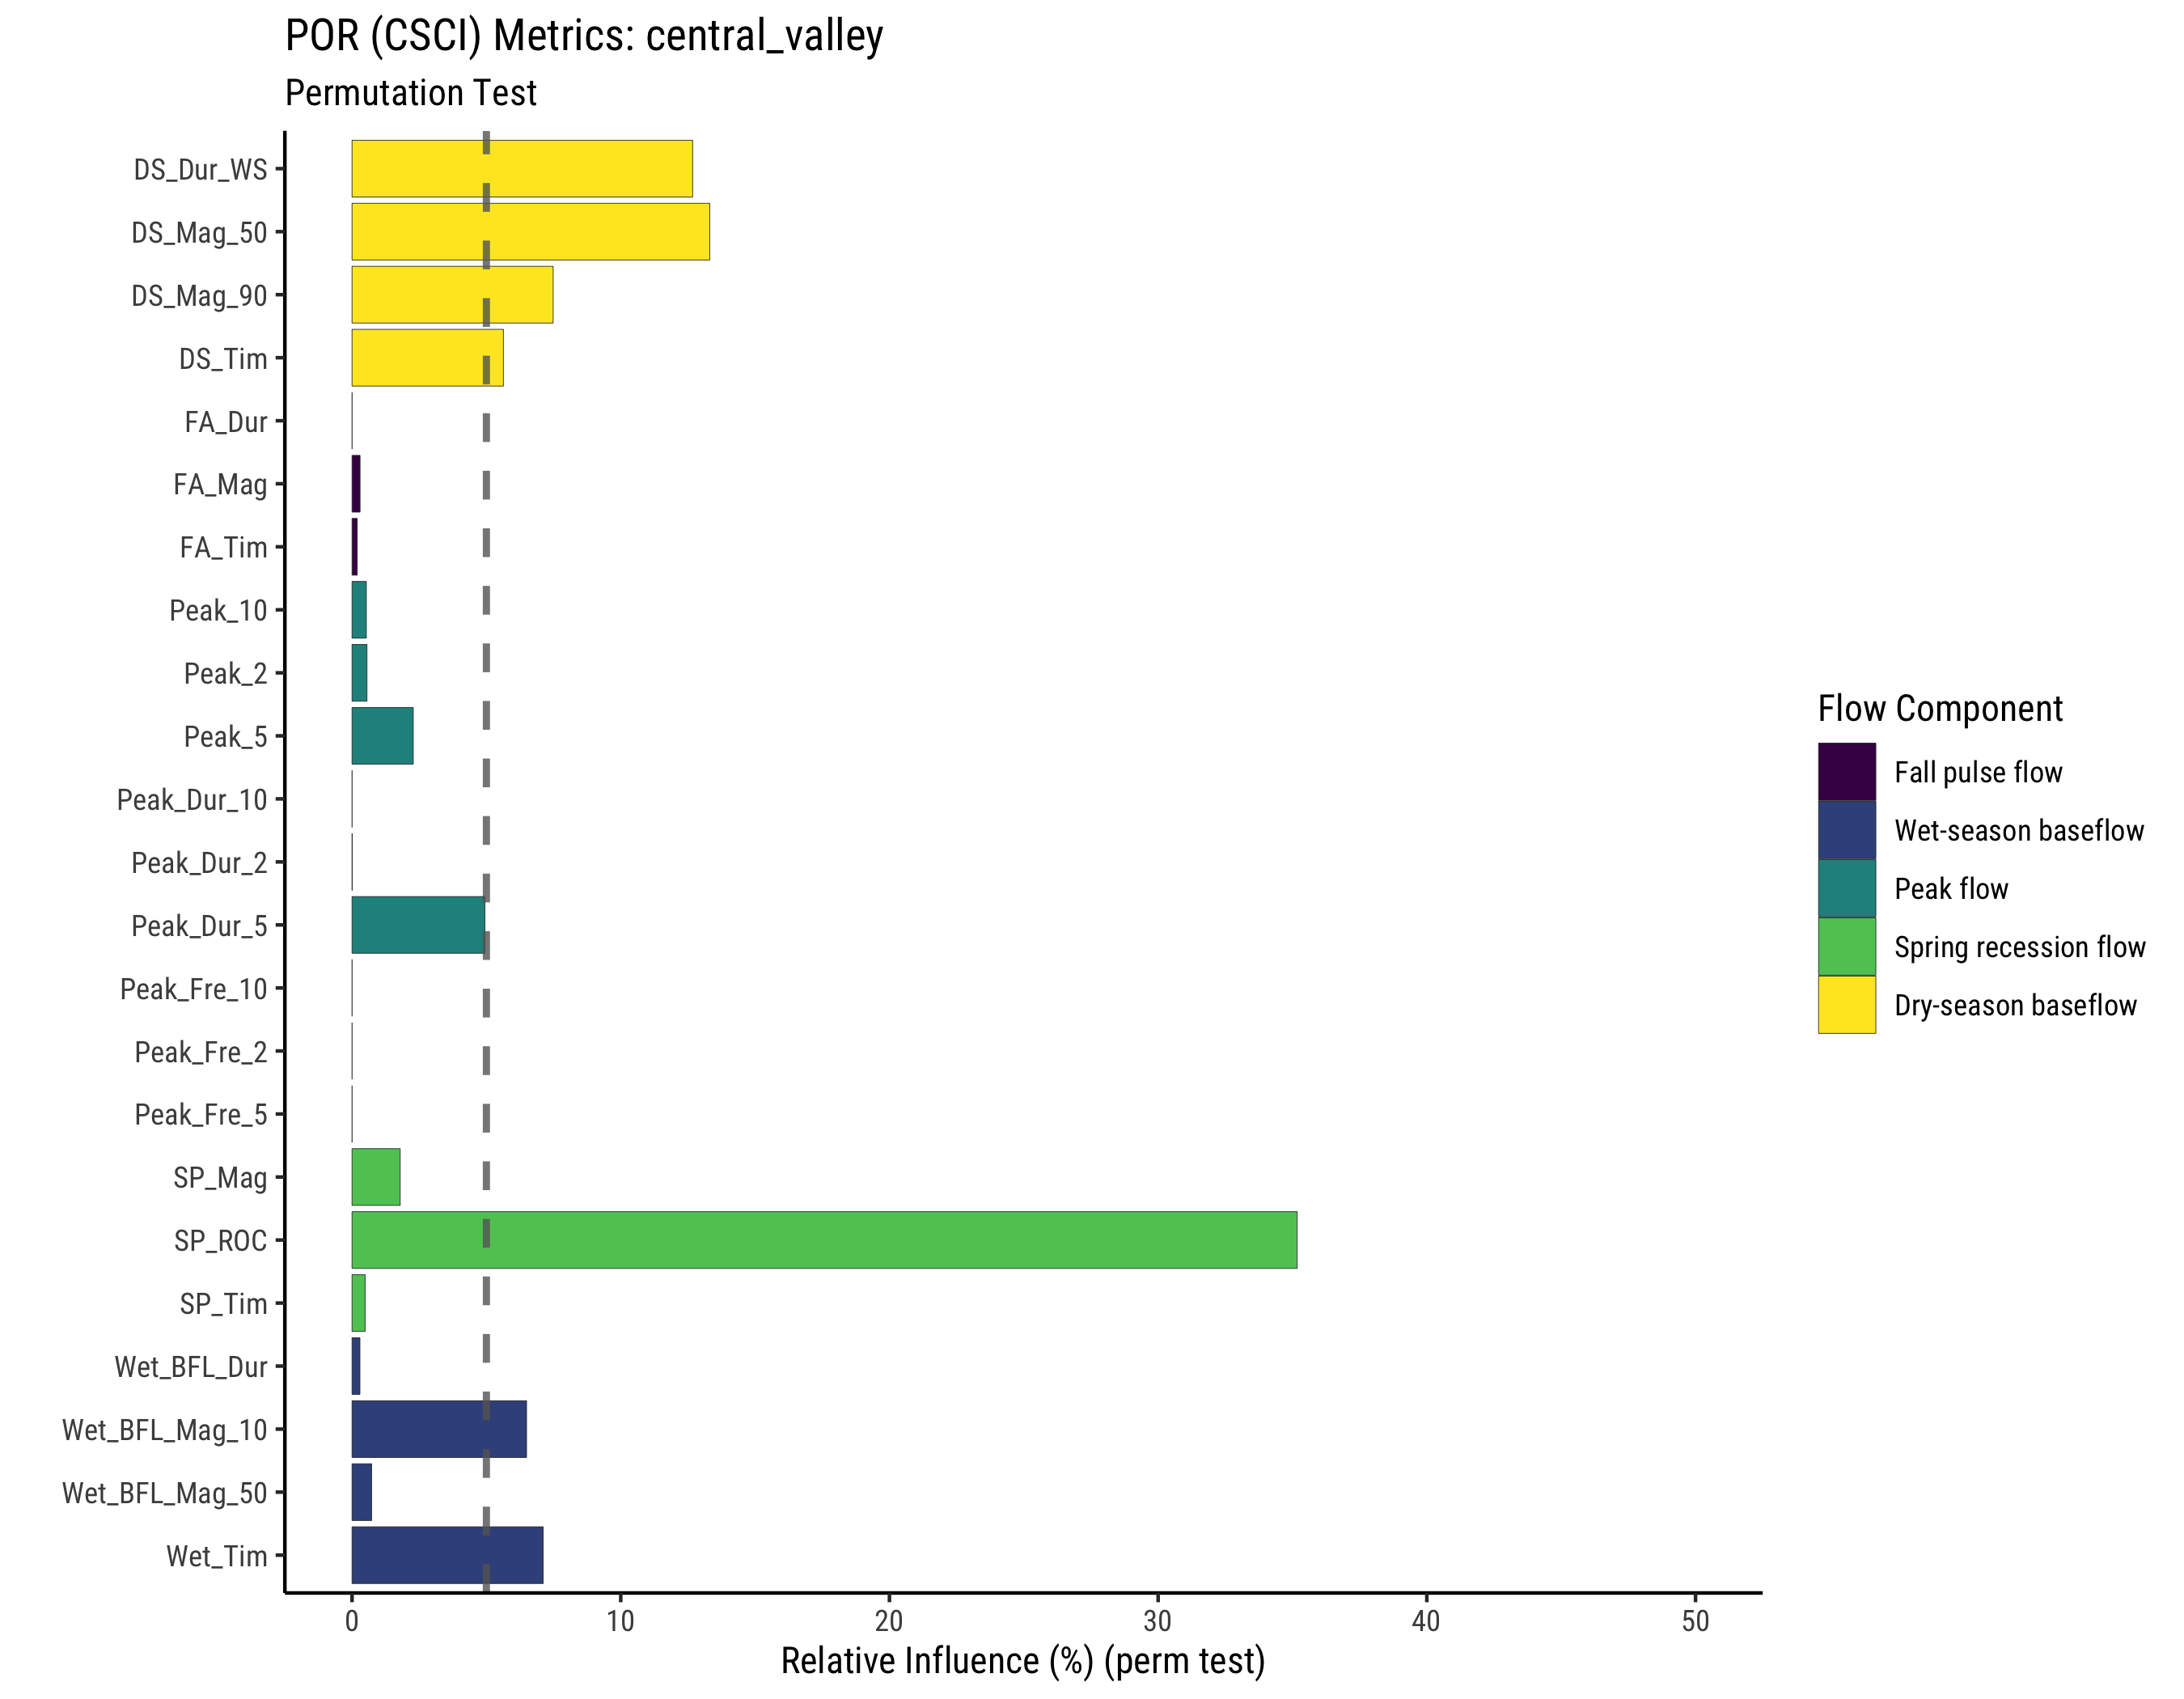 POR (CSCI) Metrics: central_valley
Permutation Test
DS_Dur_WS
DS_Mag_50
DS_Mag_90
DS_Tim
FA_Dur
FA_Mag
FA_Tim
Peak_10
Peak_2
Peak_5
Peak_Dur_10
Peak_Dur_2
Peak_Dur_5
Peak_Fre_10
Peak_Fre_2
Peak_Fre_5
SP_Mag
SP_ROC
SP_Tim
Wet_BFL_Dur
Wet_BFL_Mag_10
Wet_BFL_Mag_50
Wet_Tim
0 10 20 30 40 50
Relative Influence (%) (perm test)
Flow Component
Fall pulse flow
Wet-season baseflow
Peak flow
Spring recession flow
Dry-season baseflow